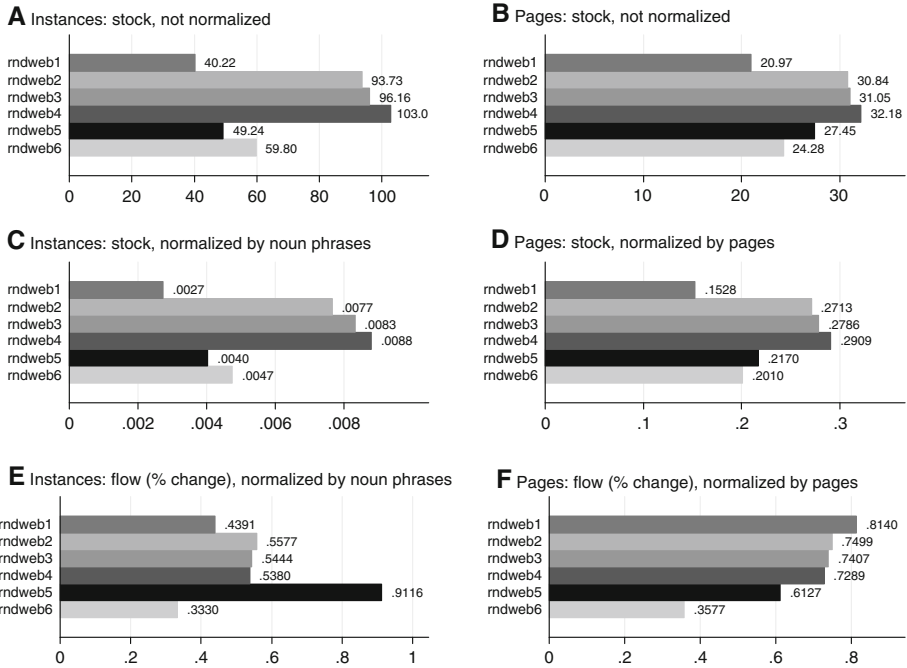 A Instances: stock, not normalized
rndweb1 40.22
rndweb2 93.73
rndweb3 96.16
rndweb4 103.0
rndweb5 49.24
rndweb6 59.80
0 20 40 60 80 100
B Pages: stock, not normalized
rndweb1 20.97
rndweb2 30.84
rndweb3 31.05
rndweb4 32.18
rndweb5 27.45
rndweb6 24.28
0 10 20 30
C Instances: stock, normalized by noun phrases
rndweb1 .0027
rndweb2 .0077
rndweb3 .0083
rndweb4 .0088
rndweb5 .0040
rndweb6 .0047
0 .002 .004 .006 .008
D Pages: stock, normalized by pages
rndweb1 .1528
rndweb2 .2713
rndweb3 .2786
rndweb4 .2909
rndweb5 .2170
rndweb6 .2010
0 .1 .2 .3
E Instances: flow (% change), normalized by noun phrases
rndweb1 .4391
rndweb2 .5577
rndweb3 .5444
rndweb4 .5380
rndweb5 .9116
rndweb6 .3330
0 .2 .4 .6 .8 1
F Pages: flow (% change), normalized by pages
rndweb1 .8140
rndweb2 .7499
rndweb3 .7407
rndweb4 .7289
rndweb5 .6127
rndweb6 .3577
0 .2 .4 .6 .8